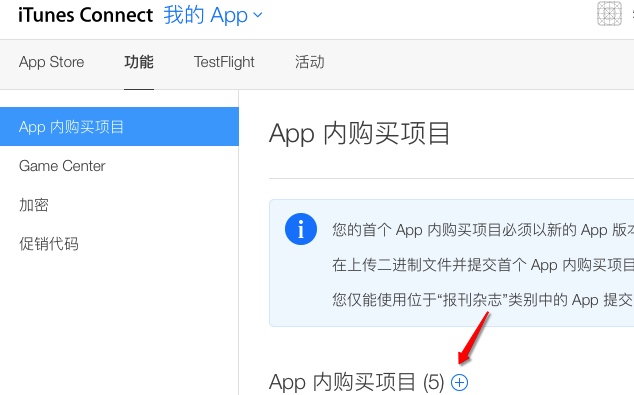 iTunes Connect 我的 App
App Store 功能 TestFlight 活动
App 内购买项目
Game Center
加密
促销代码
App 内购买项目
您的首个 App 内购买项目必须以新的 App 版本
在上传二进制文件并提交首个 App 内购买项目
您仅能使用位于“报刊杂志”类别中的 App 提交
App 内购买项目 (5)